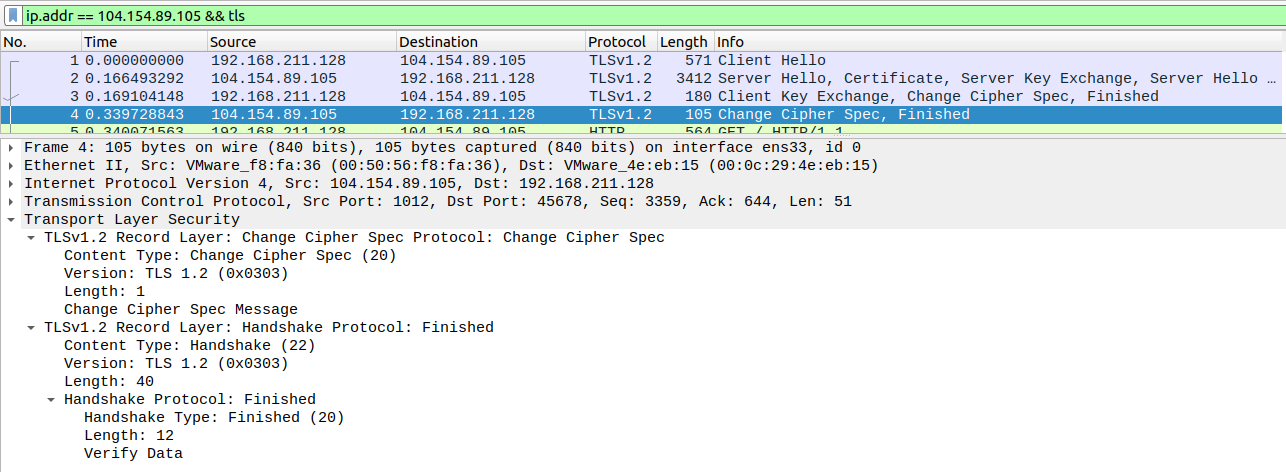 ip.addr == 104.154.89.105 && tls
No. Time Source Destination Protocol Length Info
1 0.000000000 192.168.211.128 104.154.89.105 TLSv1.2 571 Client Hello
2 0.166493292 104.154.89.105 192.168.211.128 TLSv1.2 3412 Server Hello, Certificate, Server Key Exchange, Server Hello …
3 0.169104148 192.168.211.128 104.154.89.105 TLSv1.2 180 Client Key Exchange, Change Cipher Spec, Finished
4 0.339728843 104.154.89.105 192.168.211.128 TLSv1.2 105 Change Cipher Spec, Finished
5 0.340071563 192.168.211.128 104.154.89.105 HTTP 564 GET / HTTP/1.1
Frame 4: 105 bytes on wire (840 bits), 105 bytes captured (840 bits) on interface ens33, id 0
Ethernet II, Src: VMware_f8:fa:36 (00:50:56:f8:fa:36), Dst: VMware_4e:eb:15 (00:0c:29:4e:eb:15)
Internet Protocol Version 4, Src: 104.154.89.105, Dst: 192.168.211.128
Transmission Control Protocol, Src Port: 1012, Dst Port: 45678, Seq: 3359, Ack: 644, Len: 51
Transport Layer Security
TLSv1.2 Record Layer: Change Cipher Spec Protocol: Change Cipher Spec
Content Type: Change Cipher Spec (20)
Version: TLS 1.2 (0x0303)
Length: 1
Change Cipher Spec Message
TLSv1.2 Record Layer: Handshake Protocol: Finished
Content Type: Handshake (22)
Version: TLS 1.2 (0x0303)
Length: 40
Handshake Protocol: Finished
Handshake Type: Finished (20)
Length: 12
Verify Data